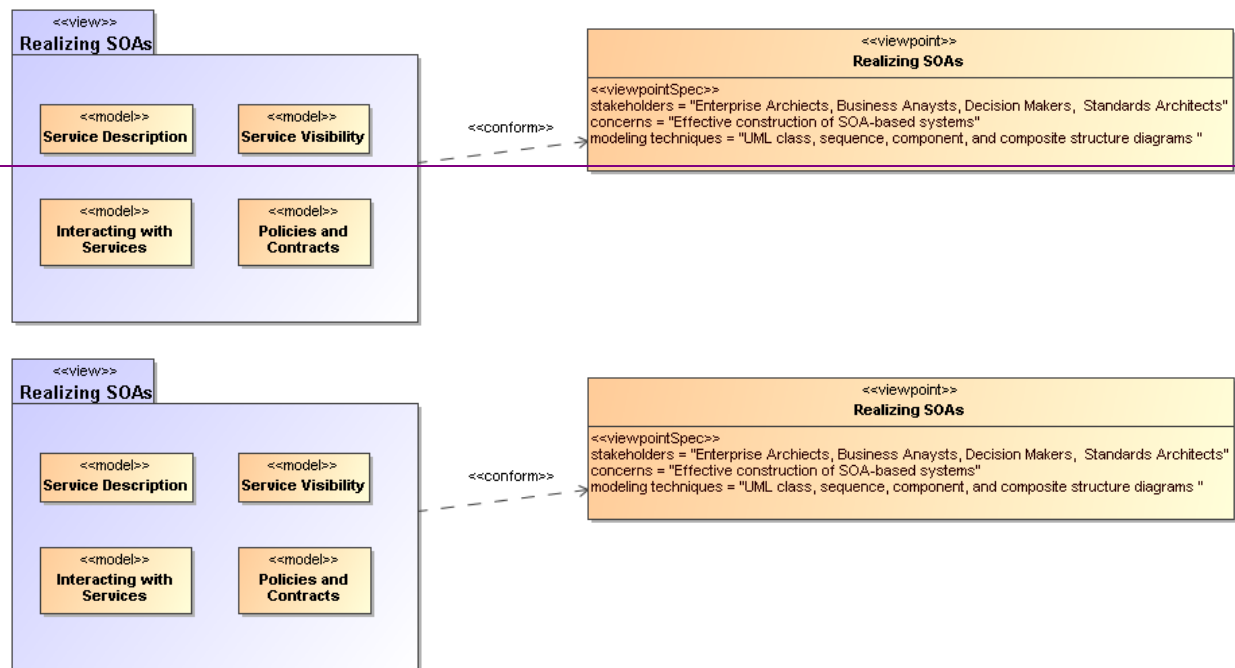 <<view>>
Realizing SOAs
<<model>>
Service Description
<<model>>
Service Visibility
<<model>>
Interacting with
Services
<<model>>
Policies and
Contracts
<<conform>>
<<viewpoint>>
Realizing SOAs
<<viewpointSpec>>
stakeholders = "Enterprise Archiects, Business Anaysts, Decision Makers,  Standards Architects"
concerns = "Effective construction of SOA-based systems"
modeling techniques = "UML class, sequence, component, and composite structure diagrams "
<<view>>
Realizing SOAs
<<model>>
Service Description
<<model>>
Service Visibility
<<model>>
Interacting with
Services
<<model>>
Policies and
Contracts
<<conform>>
<<viewpoint>>
Realizing SOAs
<<viewpointSpec>>
stakeholders = "Enterprise Archiects, Business Anaysts, Decision Makers,  Standards Architects"
concerns = "Effective construction of SOA-based systems"
modeling techniques = "UML class, sequence, component, and composite structure diagrams "